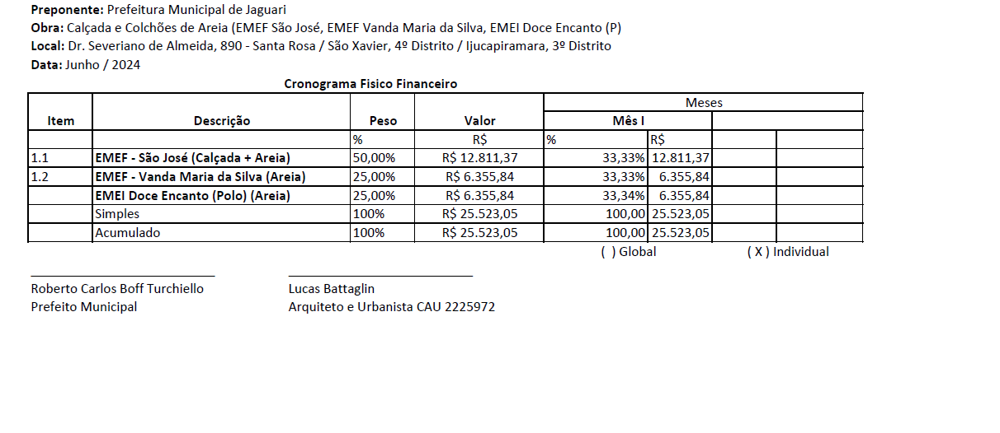 Preponente: Prefeitura Municipal de Jaguari
Obra: Calçada e Colchões de Areia (EMEF São José, EMEF Vanda Maria da Silva, EMEI Doce Encanto (P)
Local: Dr. Severiano de Almeida, 890 - Santa Rosa / São Xavier, 4º Distrito / Ijucapiramara, 3º Distrito
Data: Junho / 2024
Cronograma Fisico Financeiro
Meses
Item Descrição Peso Valor Mês I
% R$ % R$
1.1 EMEF - São José (Calçada + Areia) 50,00% R$ 12.811,37 33,33% 12.811,37
1.2 EMEF - Vanda Maria da Silva (Areia) 25,00% R$ 6.355,84 33,33% 6.355,84
EMEI Doce Encanto (Polo) (Areia) 25,00% R$ 6.355,84 33,34% 6.355,84
Simples 100% R$ 25.523,05 100,00 25.523,05
Acumulado 100% R$ 25.523,05 100,00 25.523,05
( ) Global ( X ) Individual
Roberto Carlos Boff Turchiello Lucas Battaglin
Prefeito Municipal Arquiteto e Urbanista CAU 2225972